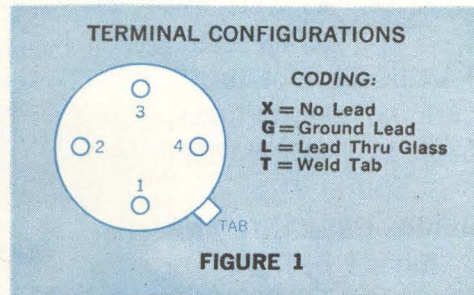 TERMINAL CONFIGURATIONS
3
2
4
1
TAB
CODING:
X = No Lead
G = Ground Lead
L = Lead Thru Glass
T = Weld Tab
FIGURE 1